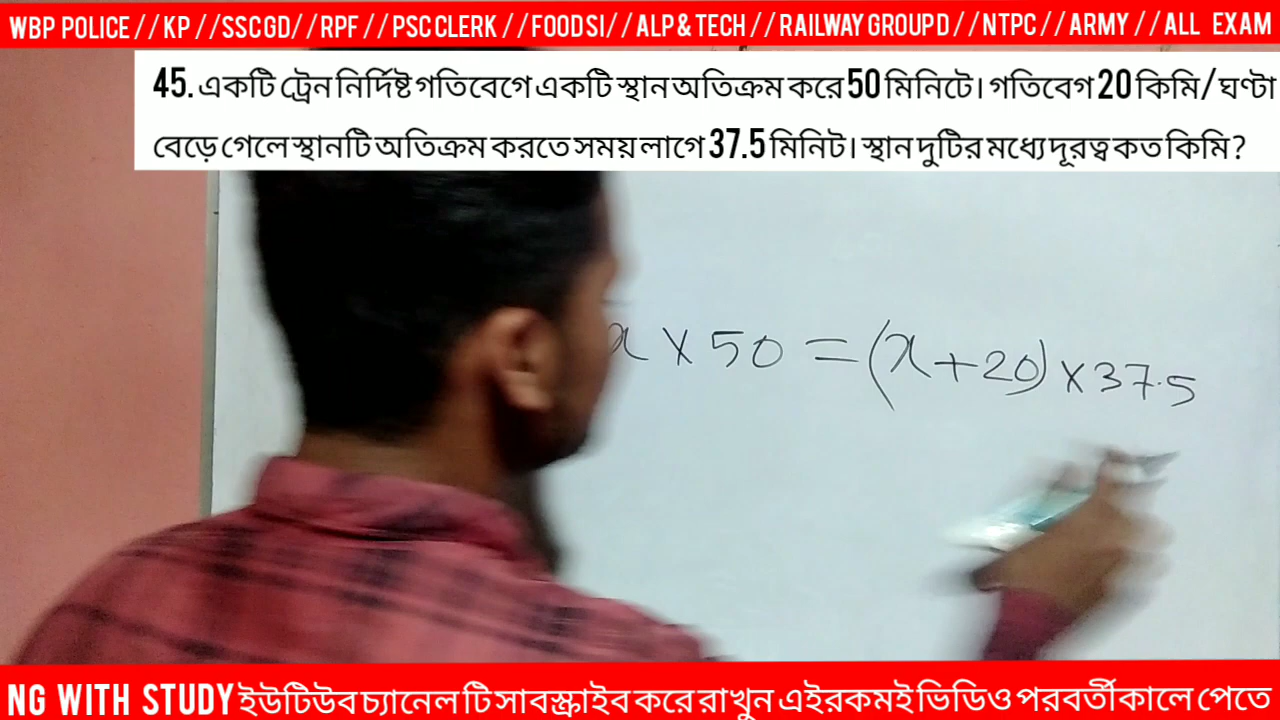 WBP POLICE // KP //SSC GD// RPF // PSC CLERK //FOOD SI// ALP & TECH // RAILWAY GROUP D // NTPC // ARMY // ALL EXAM
45. একটি ট্রেন নির্দিষ্ট গতিবেগে একটি স্থান অতিক্রম করে 50 মিনিটে। গতিবেগ 20 কিমি/ঘণ্টা
বেড়ে গেলে স্থানটি অতিক্রম করতে সময় লাগে 37.5 মিনিট। স্থান দুটির মধ্যে দূরত্ব কত কিমি?
x × 50 = (x+20) × 37.5
NG WITH STUDY ইউটিউব চ্যানেল টি সাবস্ক্রাইব করে রাখুন এইরকমই ভিডিও পরবর্তীকালে পেতে